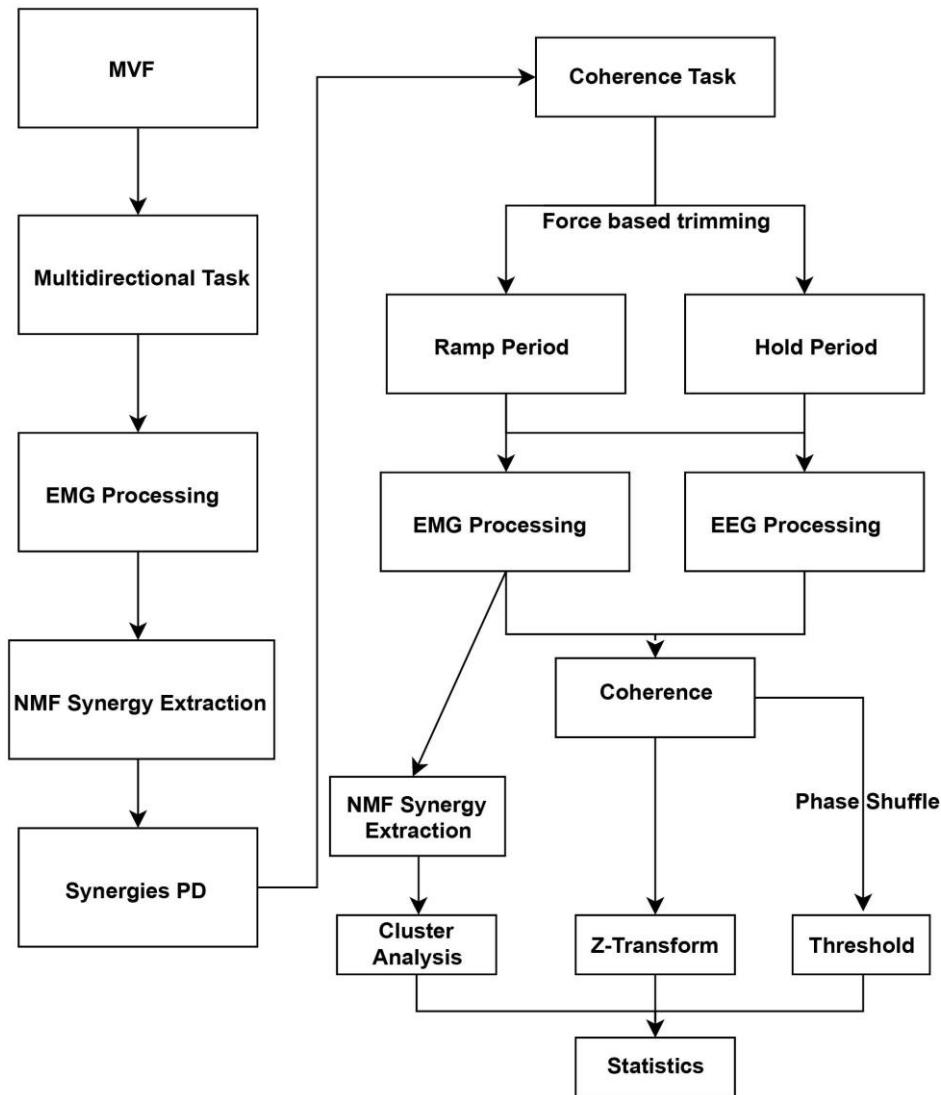 MVF
Multidirectional Task
EMG Processing
NMF Synergy Extraction
Synergies PD
Coherence Task
Force based trimming
Ramp Period
Hold Period
EMG Processing
EEG Processing
Coherence
NMF Synergy
Extraction
Phase Shuffle
Cluster
Analysis
Z-Transform
Threshold
Statistics